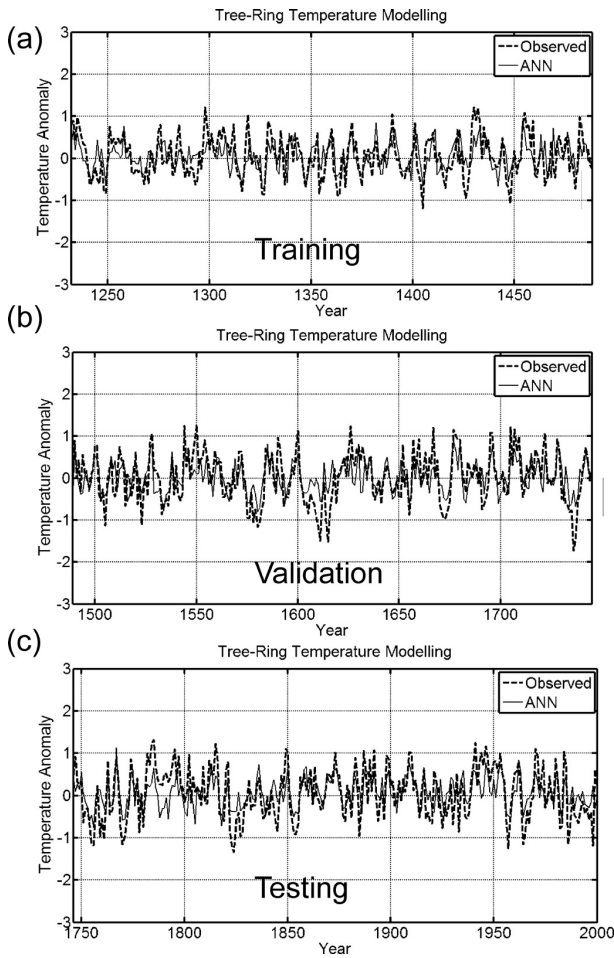 (a)
Tree-Ring Temperature Modelling
Temperature Anomaly
3
2
1
0
-1
-2
-3
Observed
ANN
Training
1250 1300 1350 1400 1450
Year
(b)
Tree-Ring Temperature Modelling
Temperature Anomaly
3
2
1
0
-1
-2
-3
Observed
ANN
Validation
1500 1550 1600 1650 1700
Year
(c)
Tree-Ring Temperature Modelling
Temperature Anomaly
3
2
1
0
-1
-2
-3
Observed
ANN
Testing
1750 1800 1850 1900 1950 2000
Year